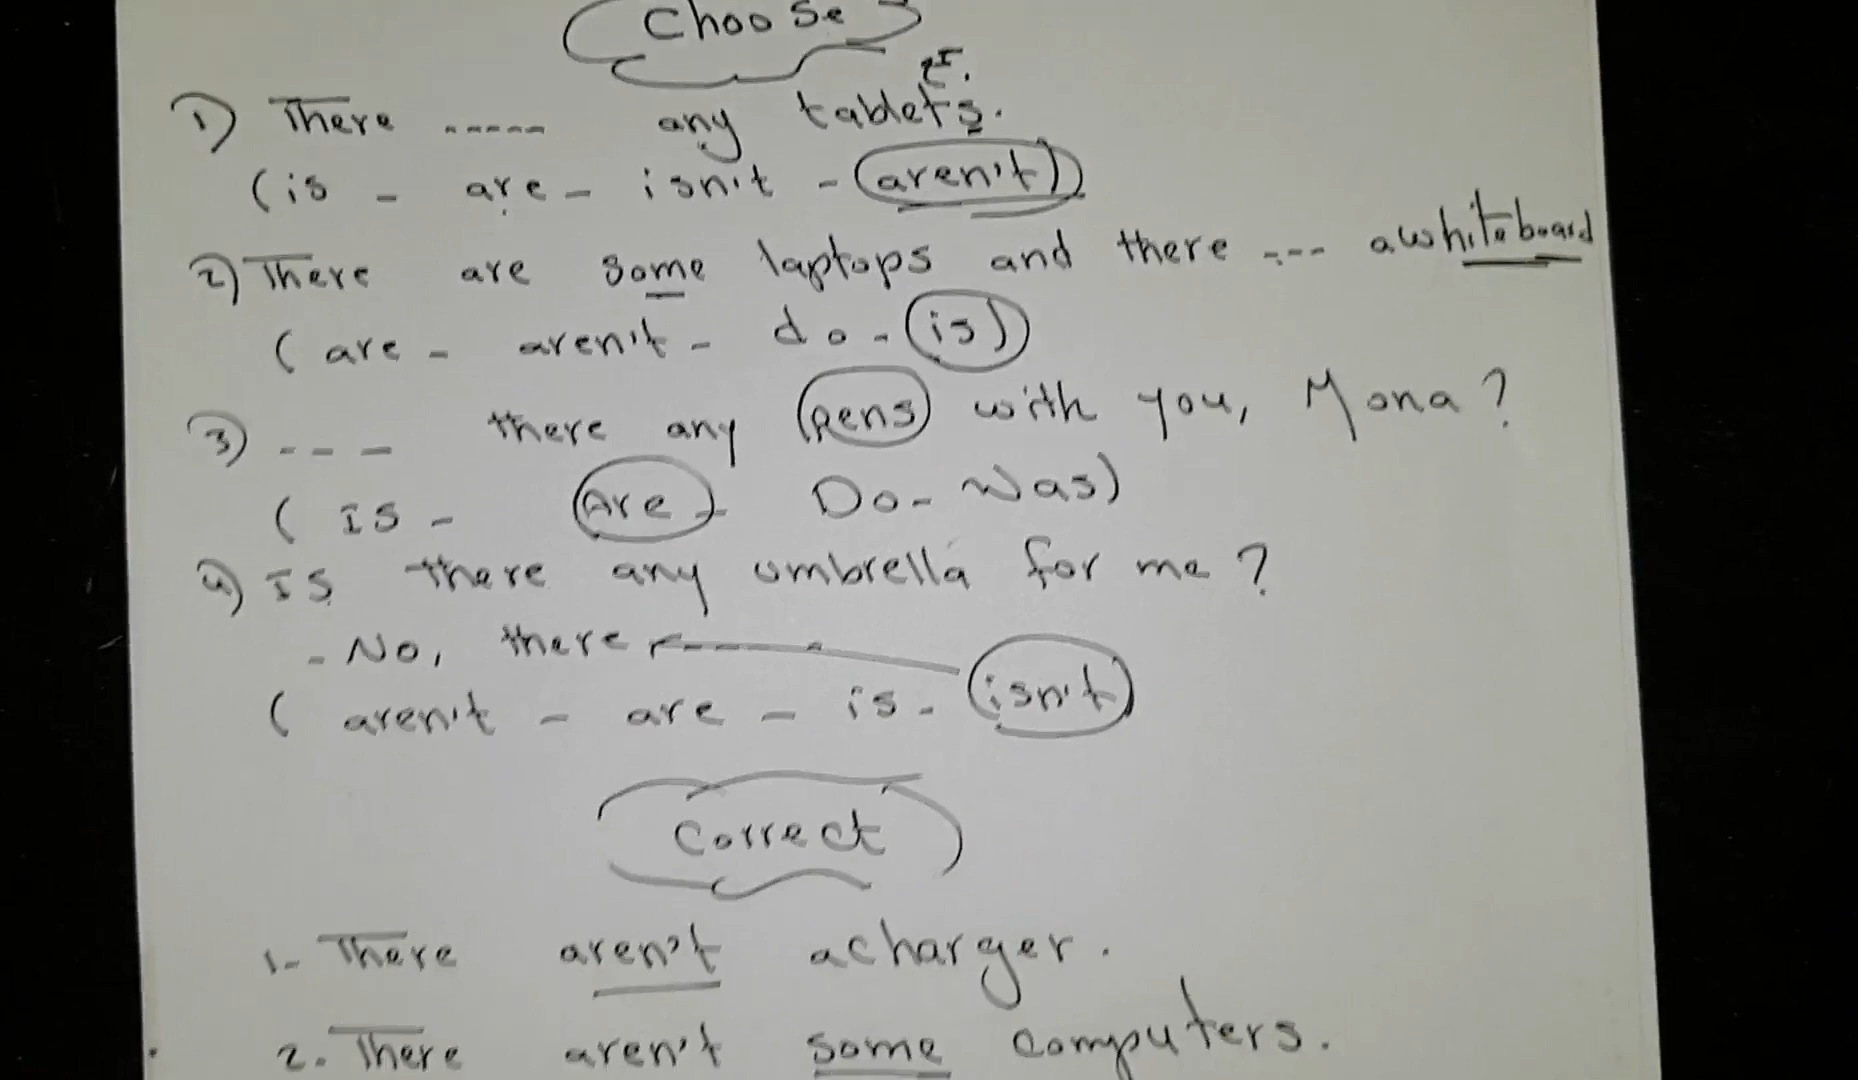 Choose
1) There ----- any tablets.
(is - are - isn't - aren't)
2) There are some laptops and there --- a whiteboard
(are - aren't - do - is)
3) --- there any pens with you, Mona?
(Is - Are - Do - Was)
4) Is there any umbrella for me?
- No, there -----
(aren't - are - is - isn't)
Correct
1- There aren't a charger.
2. There aren't some computers.